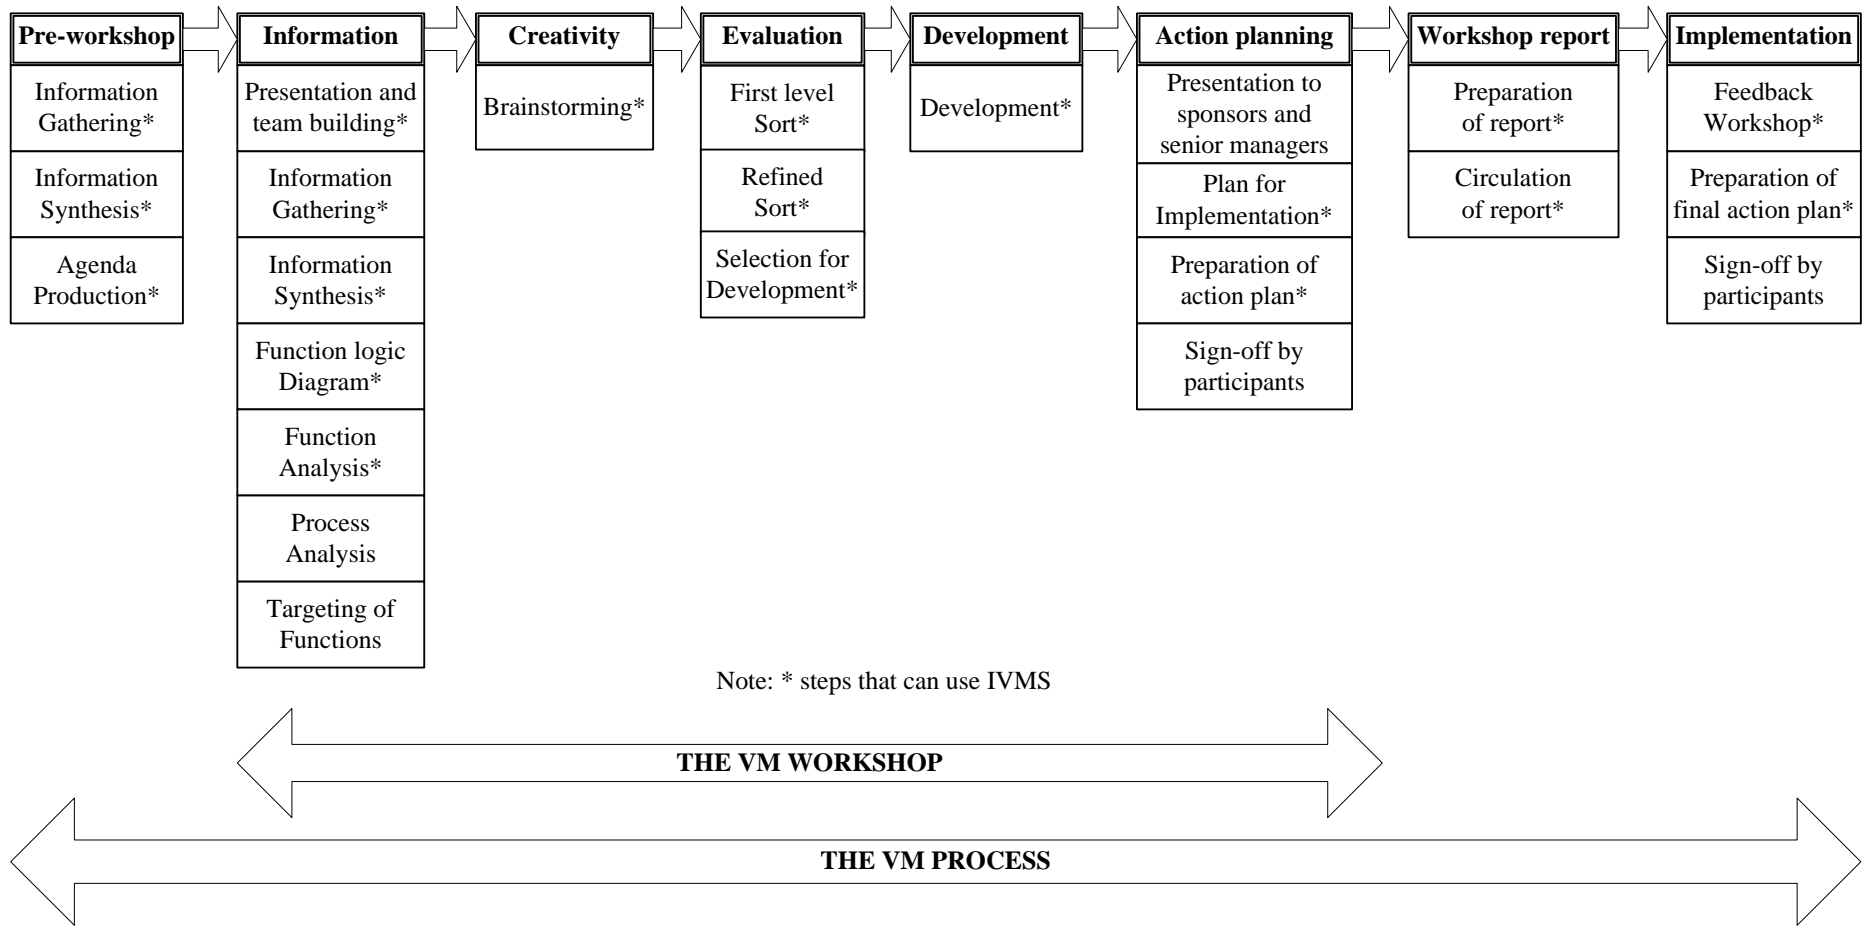 Pre-workshop
Information
Gathering*
Information
Synthesis*
Agenda
Production*
Information
Presentation and
team building*
Information
Gathering*
Information
Synthesis*
Function logic
Diagram*
Function
Analysis*
Process
Analysis
Targeting of
Functions
Creativity
Brainstorming*
Evaluation
First level
Sort*
Refined
Sort*
Selection for
Development*
Development
Development*
Action planning
Presentation to
sponsors and
senior managers
Plan for
Implementation*
Preparation of
action plan*
Sign-off by
participants
Workshop report
Preparation
of report*
Circulation
of report*
Implementation
Feedback
Workshop*
Preparation of
final action plan*
Sign-off by
participants
Note: * steps that can use IVMS
THE VM WORKSHOP
THE VM PROCESS